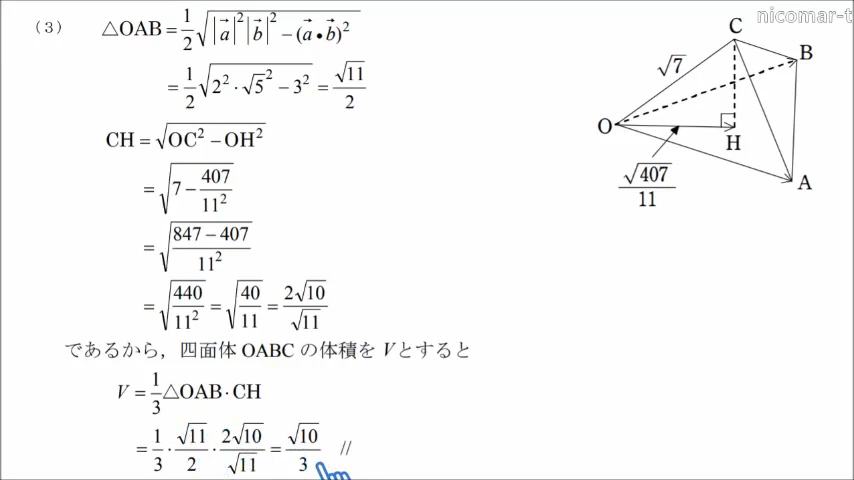 nicomar-t
(3) △OAB = 1/2 √(|a⃗|²|b⃗|² − (a⃗•b⃗)²)
= 1/2 √(2²·√5² − 3²) = √11/2
CH = √(OC² − OH²)
= √(7 − 407/11²)
= √((847 − 407)/11²)
= √(440/11²) = √(40/11) = 2√10/√11
であるから，四面体 OABC の体積を V とすると
V = 1/3 △OAB · CH
= 1/3 · √11/2 · 2√10/√11 = √10/3 //
C
B
√7
O
H
A
√407/11